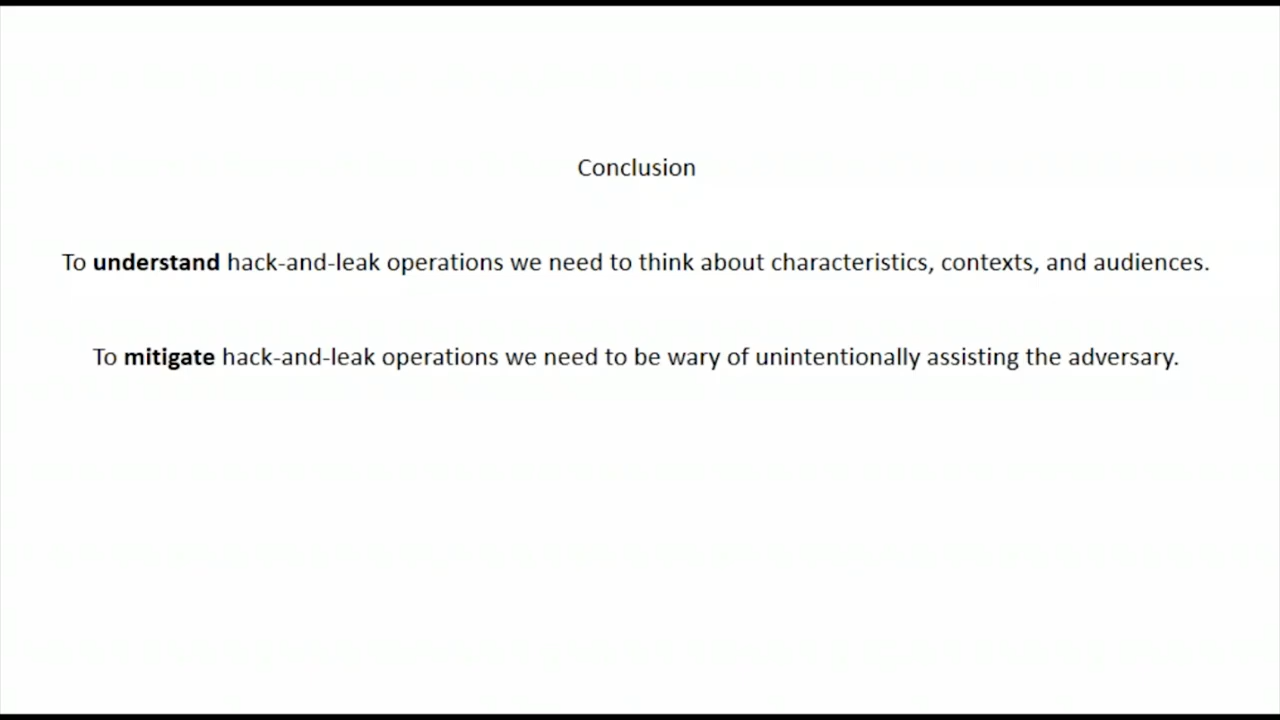 Conclusion
To understand hack-and-leak operations we need to think about characteristics, contexts, and audiences.
To mitigate hack-and-leak operations we need to be wary of unintentionally assisting the adversary.